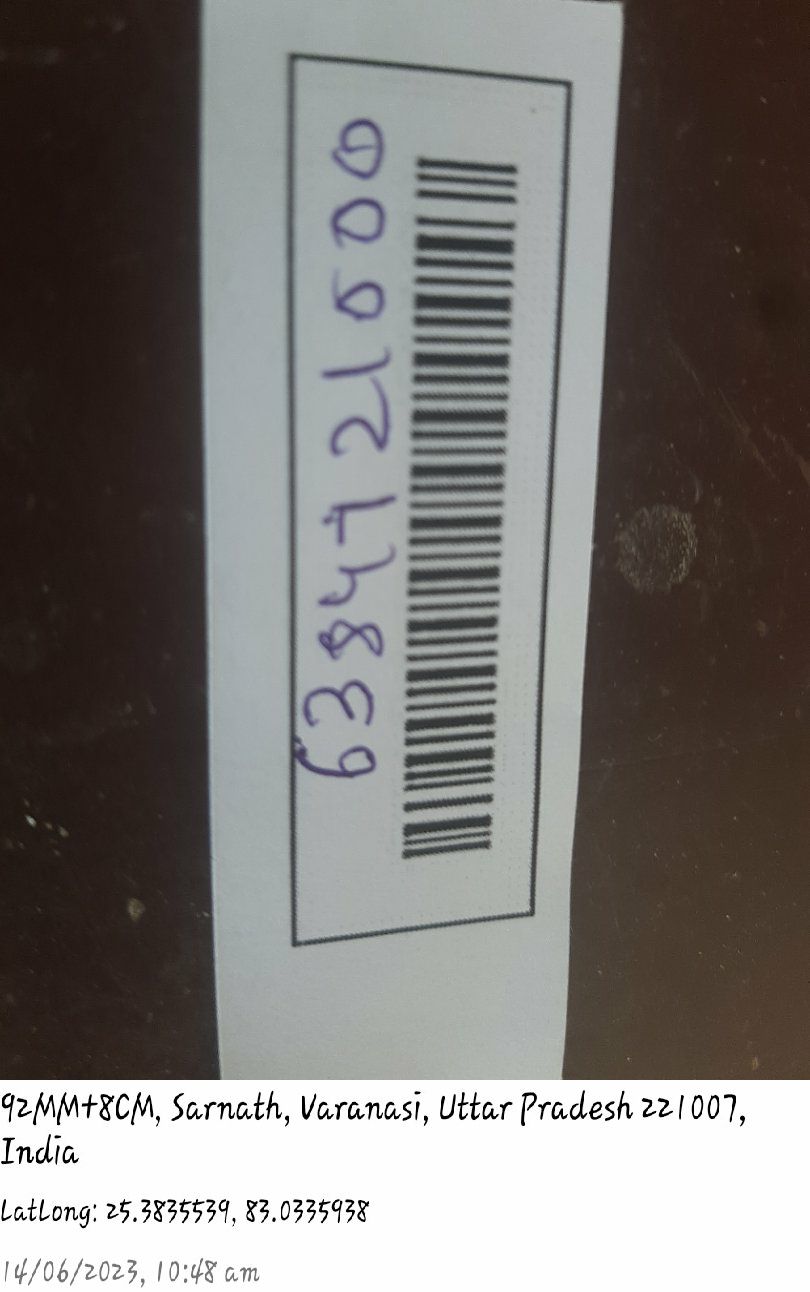 6384721000
92MM+8CM, Sarnath, Varanasi, Uttar Pradesh 221007,
India
LatLong: 25.3835539, 83.0335938
14/06/2023, 10:48 am